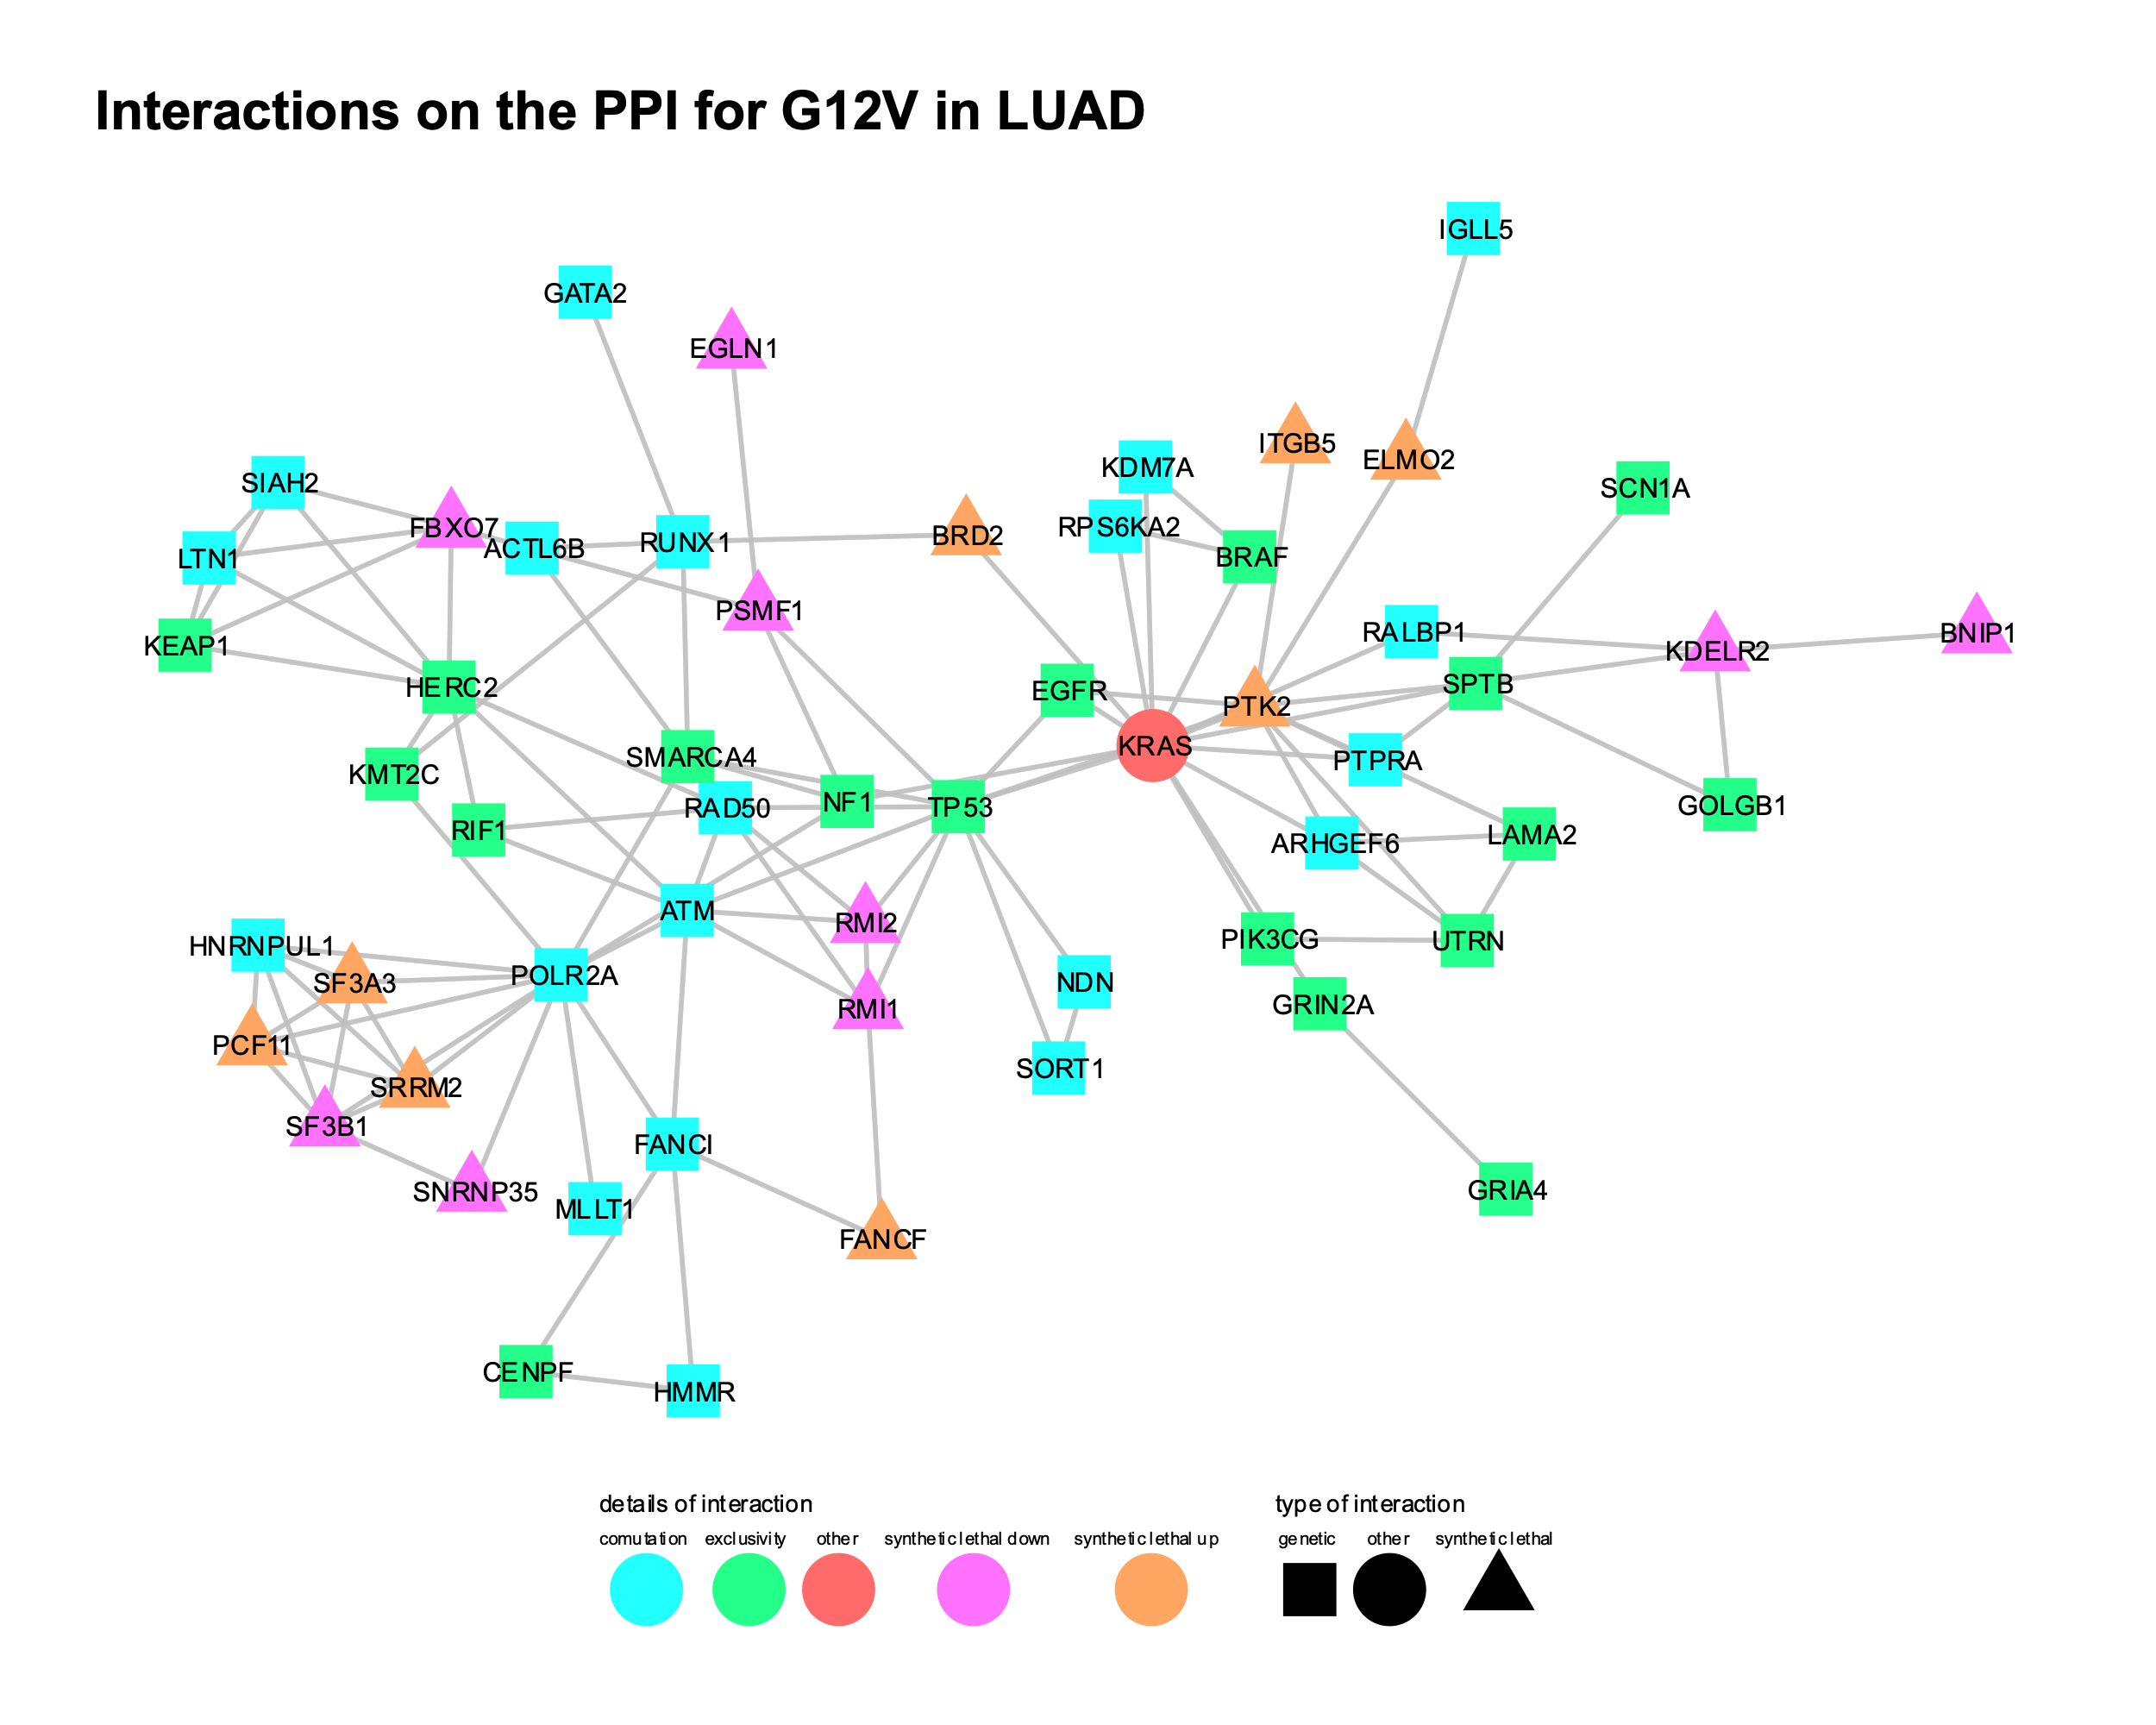 Interactions on the PPI for G12V in LUAD
IGLL5
GATA2
EGLN1
ITGB5
ELMO2
KDM7A
SIAH2
SCN1A
FBXO7
RPS6KA2
BRD2
RUNX1
ACTL6B
LTN1
BRAF
PSMF1
RALBP1
BNIP1
KEAP1
KDELR2
HERC2
EGFR
SPTB
PTK2
KRAS
SMARCA4
PTPRA
KMT2C
NF1
RAD50
TP53
GOLGB1
RIF1
LAMA2
ARHGEF6
ATM
RMI2
HNRNPUL1
PIK3CG
UTRN
POLR2A
SF3A3
NDN
RMI1
GRIN2A
PCF11
SORT1
SRRM2
SF3B1
FANCI
SNRNP35
GRIA4
MLLT1
FANCF
CENPF
HMMR
details of interaction
comutation exclusivity other synthetic lethal down synthetic lethal up
type of interaction
genetic other synthetic lethal